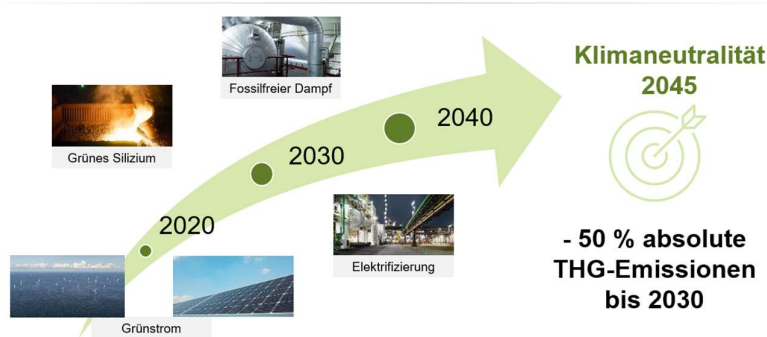 Klimaneutralität
2045
Fossilfreier Dampf
2040
Grünes Silizium
2030
2020
- 50 % absolute
THG-Emissionen
bis 2030
Elektrifizierung
Grünstrom